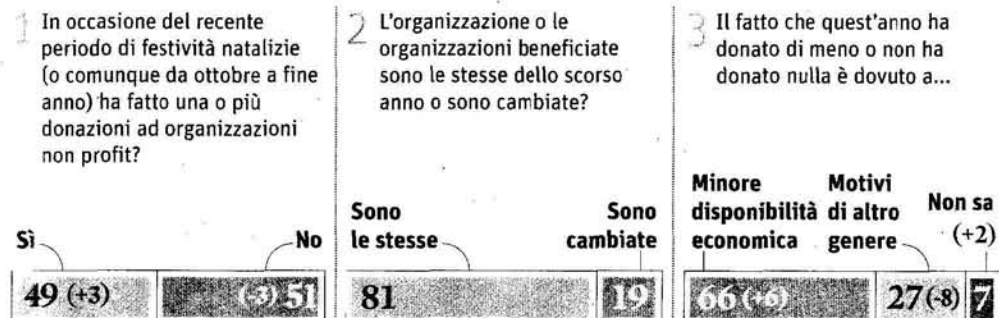 1 In occasione del recente
periodo di festività natalizie
(o comunque da ottobre a fine
anno) ha fatto una o più
donazioni ad organizzazioni
non profit?
Sì
No
49 (+3)
(-3) 51
2 L'organizzazione o le
organizzazioni beneficiate
sono le stesse dello scorso
anno o sono cambiate?
Sono
le stesse
Sono
cambiate
81
19
3 Il fatto che quest'anno ha
donato di meno o non ha
donato nulla è dovuto a...
Minore
disponibilità
economica
Motivi
di altro
genere
Non sa
(+2)
66 (+6)
27 (-8)
7